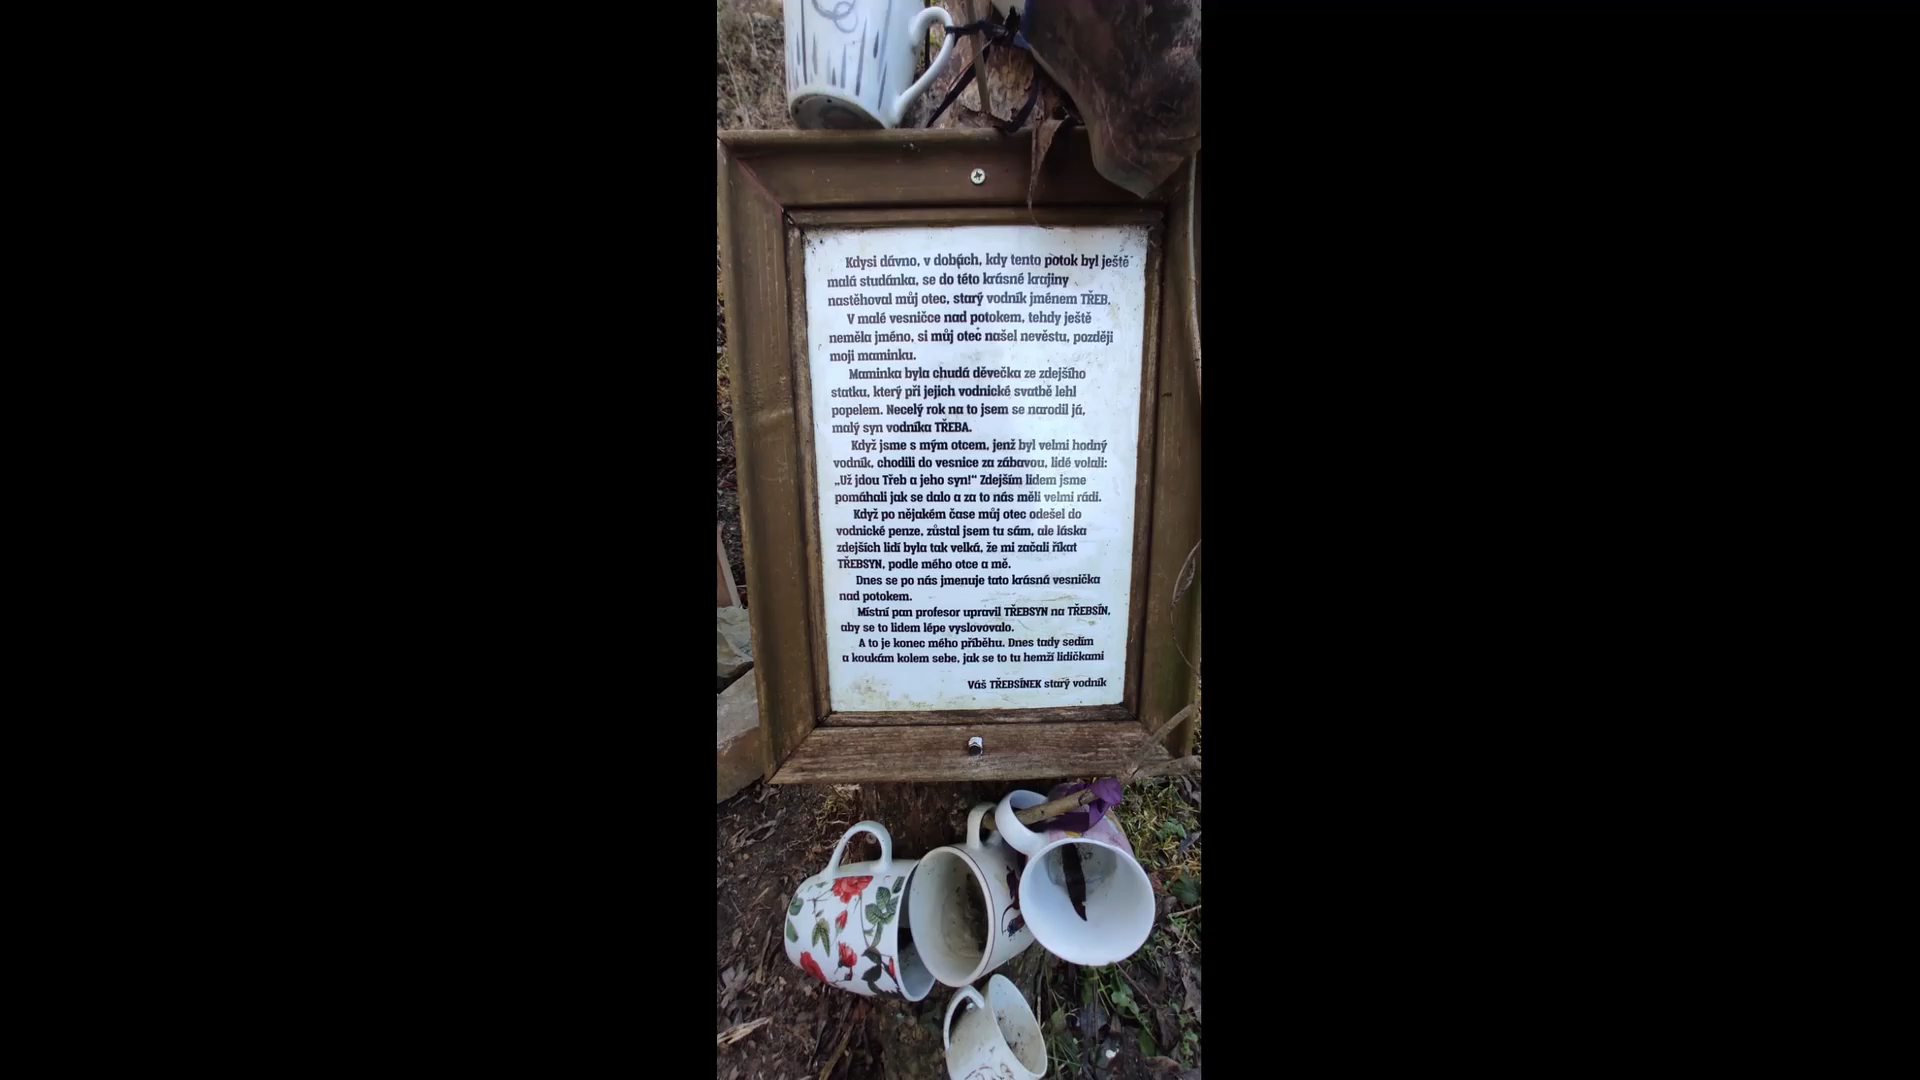 Kdysi dávno, v dobách, kdy tento potok byl ještě
malá studánka, se do této krásné krajiny
nastěhoval můj otec, starý vodník jménem TŘEB.
V malé vesničce nad potokem, tehdy ještě
neměla jméno, si můj otec našel nevěstu, později
moji maminku.
Maminka byla chudá děvečka ze zdejšího
statku, který při jejich vodnické svatbě lehl
popelem. Necelý rok na to jsem se narodil já,
malý syn vodníka TŘEBA.
Když jsme s mým otcem, jenž byl velmi hodný
vodník, chodili do vesnice za zábavou, lidé volali:
„Už jdou Třeb a jeho syn!“ Zdejším lidem jsme
pomáhali jak se dalo a za to nás měli velmi rádi.
Když po nějakém čase můj otec odešel do
vodnické penze, zůstal jsem tu sám, ale láska
zdejších lidí byla tak velká, že mi začali říkat
TŘEBSYN, podle mého otce a mě.
Dnes se po nás jmenuje tato krásná vesnička
nad potokem.
Místní pan profesor upravil TŘEBSYN na TŘEBSÍN,
aby se to lidem lépe vyslovovalo.
A to je konec mého příběhu. Dnes tady sedím
a koukám kolem sebe, jak se to tu hemží lidičkami
Váš TŘEBSÍNEK starý vodník